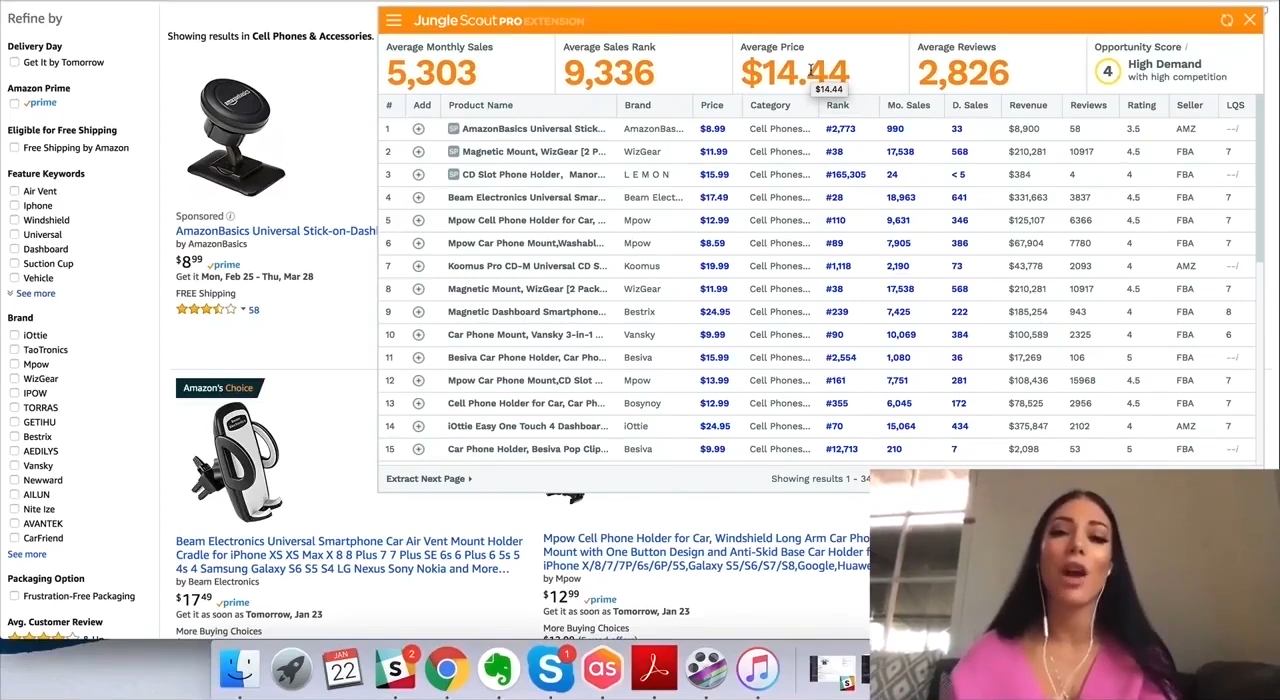 Refine by
Delivery Day
Get It by Tomorrow
Amazon Prime
prime
Eligible for Free Shipping
Free Shipping by Amazon
Feature Keywords
Air Vent
Iphone
Windshield
Universal
Dashboard
Suction Cup
Vehicle
See more
Brand
iOttie
TaoTronics
Mpow
WizGear
IPOW
TORRAS
GETIHU
Bestrix
AEDILYS
Vansky
Newward
AILUN
Nite Ize
AVANTEK
CarFriend
See more
Packaging Option
Frustration-Free Packaging
Avg. Customer Review
& Up
Showing results in Cell Phones & Accessories.
Sponsored
AmazonBasics Universal Stick-on-Dash
by AmazonBasics
$8⁹⁹ prime
Get it Mon, Feb 25 - Thu, Mar 28
FREE Shipping
58
Amazon's Choice
Beam Electronics Universal Smartphone Car Air Vent Mount Holder
Cradle for iPhone XS XS Max X 8 8 Plus 7 7 Plus SE 6s 6 Plus 6 5s 5
4s 4 Samsung Galaxy S6 S5 S4 LG Nexus Sony Nokia and More...
by Beam Electronics
$17⁴⁹ prime
Get it as soon as Tomorrow, Jan 23
More Buying Choices
Mpow Cell Phone Holder for Car, Windshield Long Arm Car Pho
Mount with One Button Design and Anti-Skid Base Car Holder f
iPhone X/8/7/7P/6s/6P/5S,Galaxy S5/S6/S7/S8,Google,Huawe
by Mpow
$12⁹⁹ prime
Get it as soon as Tomorrow, Jan 23
More Buying Choices
Jungle Scout PRO EXTENSION
Average Monthly Sales
5,303
Average Sales Rank
9,336
Average Price
$14.44
$14.44
Average Reviews
2,826
Opportunity Score
4 High Demand
with high competition
# Add Product Name Brand Price Category Rank Mo. Sales D. Sales Revenue Reviews Rating Seller LQS
1 SP AmazonBasics Universal Stick... AmazonBas... $8.99 Cell Phones... #2,773 990 33 $8,900 58 3.5 AMZ --/
2 SP Magnetic Mount, WizGear [2 P... WizGear $11.99 Cell Phones... #38 17,538 568 $210,281 10917 4.5 FBA 7
3 SP CD Slot Phone Holder, Manor... L E M O N $15.99 Cell Phones... #165,305 24 < 5 $384 4 4 FBA --/
4 Beam Electronics Universal Smar... Beam Elect... $17.49 Cell Phones... #28 18,963 641 $331,663 3837 4.5 FBA 7
5 Mpow Cell Phone Holder for Car, ... Mpow $12.99 Cell Phones... #110 9,631 346 $125,107 6366 4.5 FBA 7
6 Mpow Car Phone Mount,Washabl... Mpow $8.59 Cell Phones... #89 7,905 386 $67,904 7780 4 FBA 7
7 Koomus Pro CD-M Universal CD S... Koomus $19.99 Cell Phones... #1,118 2,190 73 $43,778 2093 4 AMZ --/
8 Magnetic Mount, WizGear [2 Pack... WizGear $11.99 Cell Phones... #38 17,538 568 $210,281 10917 4.5 FBA 7
9 Magnetic Dashboard Smartphone... Bestrix $24.95 Cell Phones... #239 7,425 222 $185,254 943 4 FBA 8
10 Car Phone Mount, Vansky 3-in-1 ... Vansky $9.99 Cell Phones... #90 10,069 384 $100,589 2325 4 FBA 6
11 Besiva Car Phone Holder, Car Pho... Besiva $15.99 Cell Phones... #2,554 1,080 36 $17,269 106 5 FBA --/
12 Mpow Car Phone Mount,CD Slot ... Mpow $13.99 Cell Phones... #161 7,751 281 $108,436 15968 4.5 FBA 7
13 Cell Phone Holder for Car, Car Ph... Bosynoy $12.99 Cell Phones... #355 6,045 172 $78,525 2956 4.5 FBA 7
14 iOttie Easy One Touch 4 Dashboar... iOttie $24.95 Cell Phones... #70 15,064 434 $375,847 2102 4 AMZ 7
15 Car Phone Holder, Besiva Pop Clip... Besiva $9.99 Cell Phones... #12,713 210 7 $2,098 53 5 FBA --/
Extract Next Page
Showing results 1 - 34
JAN
22
S 2
S 1
as